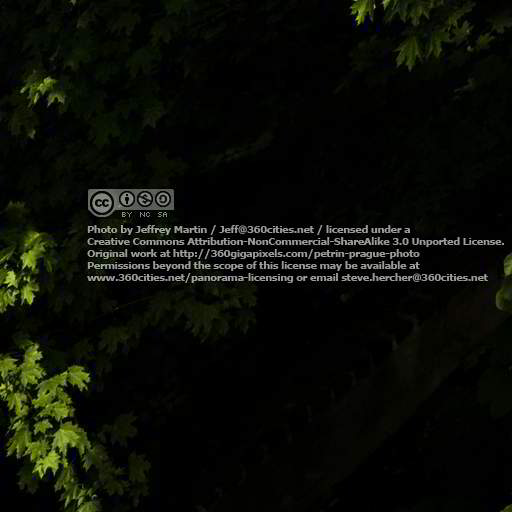 cc
BY NC SA
Photo by Jeffrey Martin / Jeff@360cities.net / licensed under a
Creative Commons Attribution-NonCommercial-ShareAlike 3.0 Unported License.
Original work at http://360gigapixels.com/petrin-prague-photo
Permissions beyond the scope of this license may be available at
www.360cities.net/panorama-licensing or email steve.hercher@360cities.net